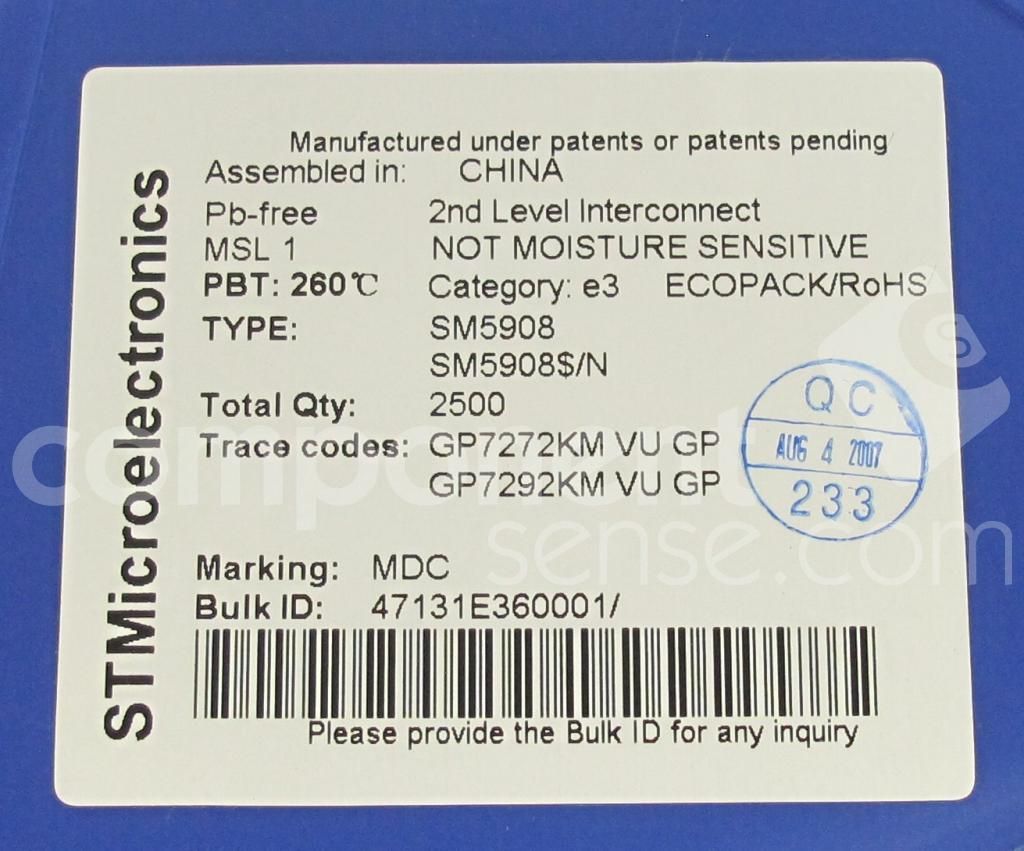 STMicroelectronics
Manufactured under patents or patents pending
Assembled in: CHINA
Pb-free 2nd Level Interconnect
MSL 1 NOT MOISTURE SENSITIVE
PBT: 260℃ Category: e3 ECOPACK/RoHS
TYPE: SM5908
SM5908$/N
Total Qty: 2500
Trace codes: GP7272KM VU GP
GP7292KM VU GP
QC
AUG 4 2007
233
component
sense.com
Marking: MDC
Bulk ID: 47131E360001/
Please provide the Bulk ID for any inquiry